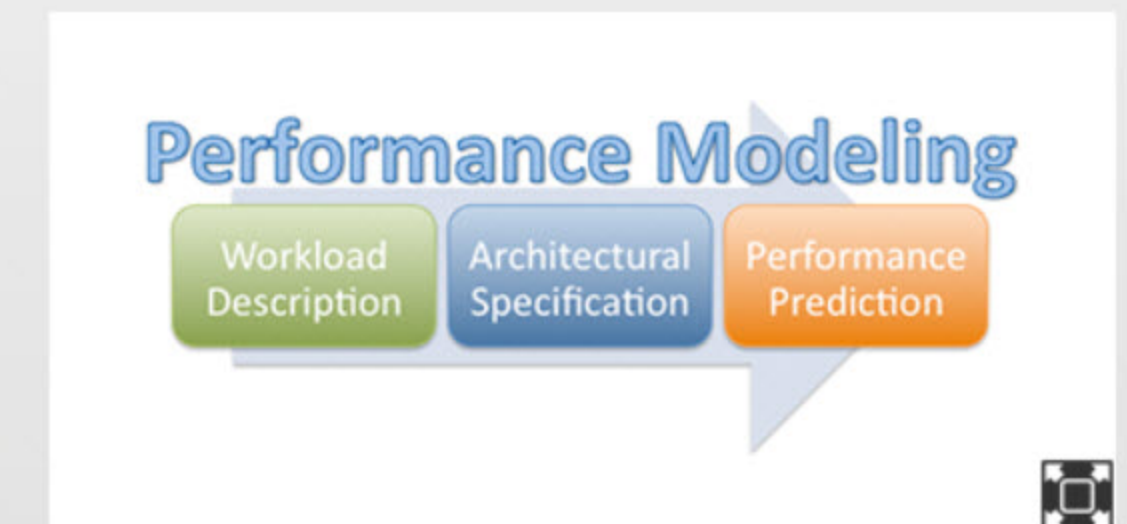 Performance Modeling
Workload
Description
Architectural
Specification
Performance
Prediction